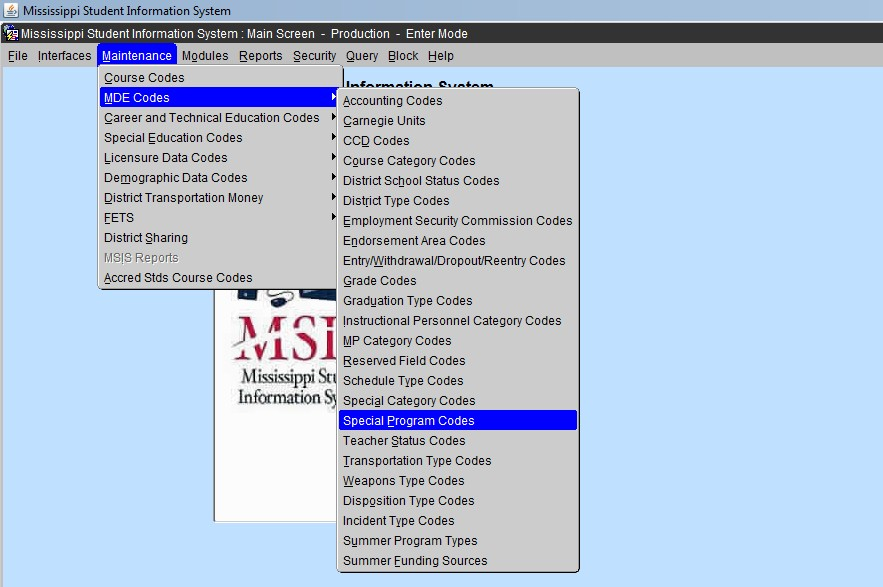 Mississippi Student Information System
Mississippi Student Information System : Main Screen - Production - Enter Mode
File Interfaces Maintenance Modules Reports Security Query Block Help
Information System
Course Codes
MDE Codes
Career and Technical Education Codes
Special Education Codes
Licensure Data Codes
Demographic Data Codes
District Transportation Money
FETS
District Sharing
MSIS Reports
Accred Stds Course Codes
Accounting Codes
Carnegie Units
CCD Codes
Course Category Codes
District School Status Codes
District Type Codes
Employment Security Commission Codes
Endorsement Area Codes
Entry/Withdrawal/Dropout/Reentry Codes
Grade Codes
Graduation Type Codes
Instructional Personnel Category Codes
MP Category Codes
Reserved Field Codes
Schedule Type Codes
Special Category Codes
Special Program Codes
Teacher Status Codes
Transportation Type Codes
Weapons Type Codes
Disposition Type Codes
Incident Type Codes
Summer Program Types
Summer Funding Sources
MSI
Mississippi Stu
Information Sy